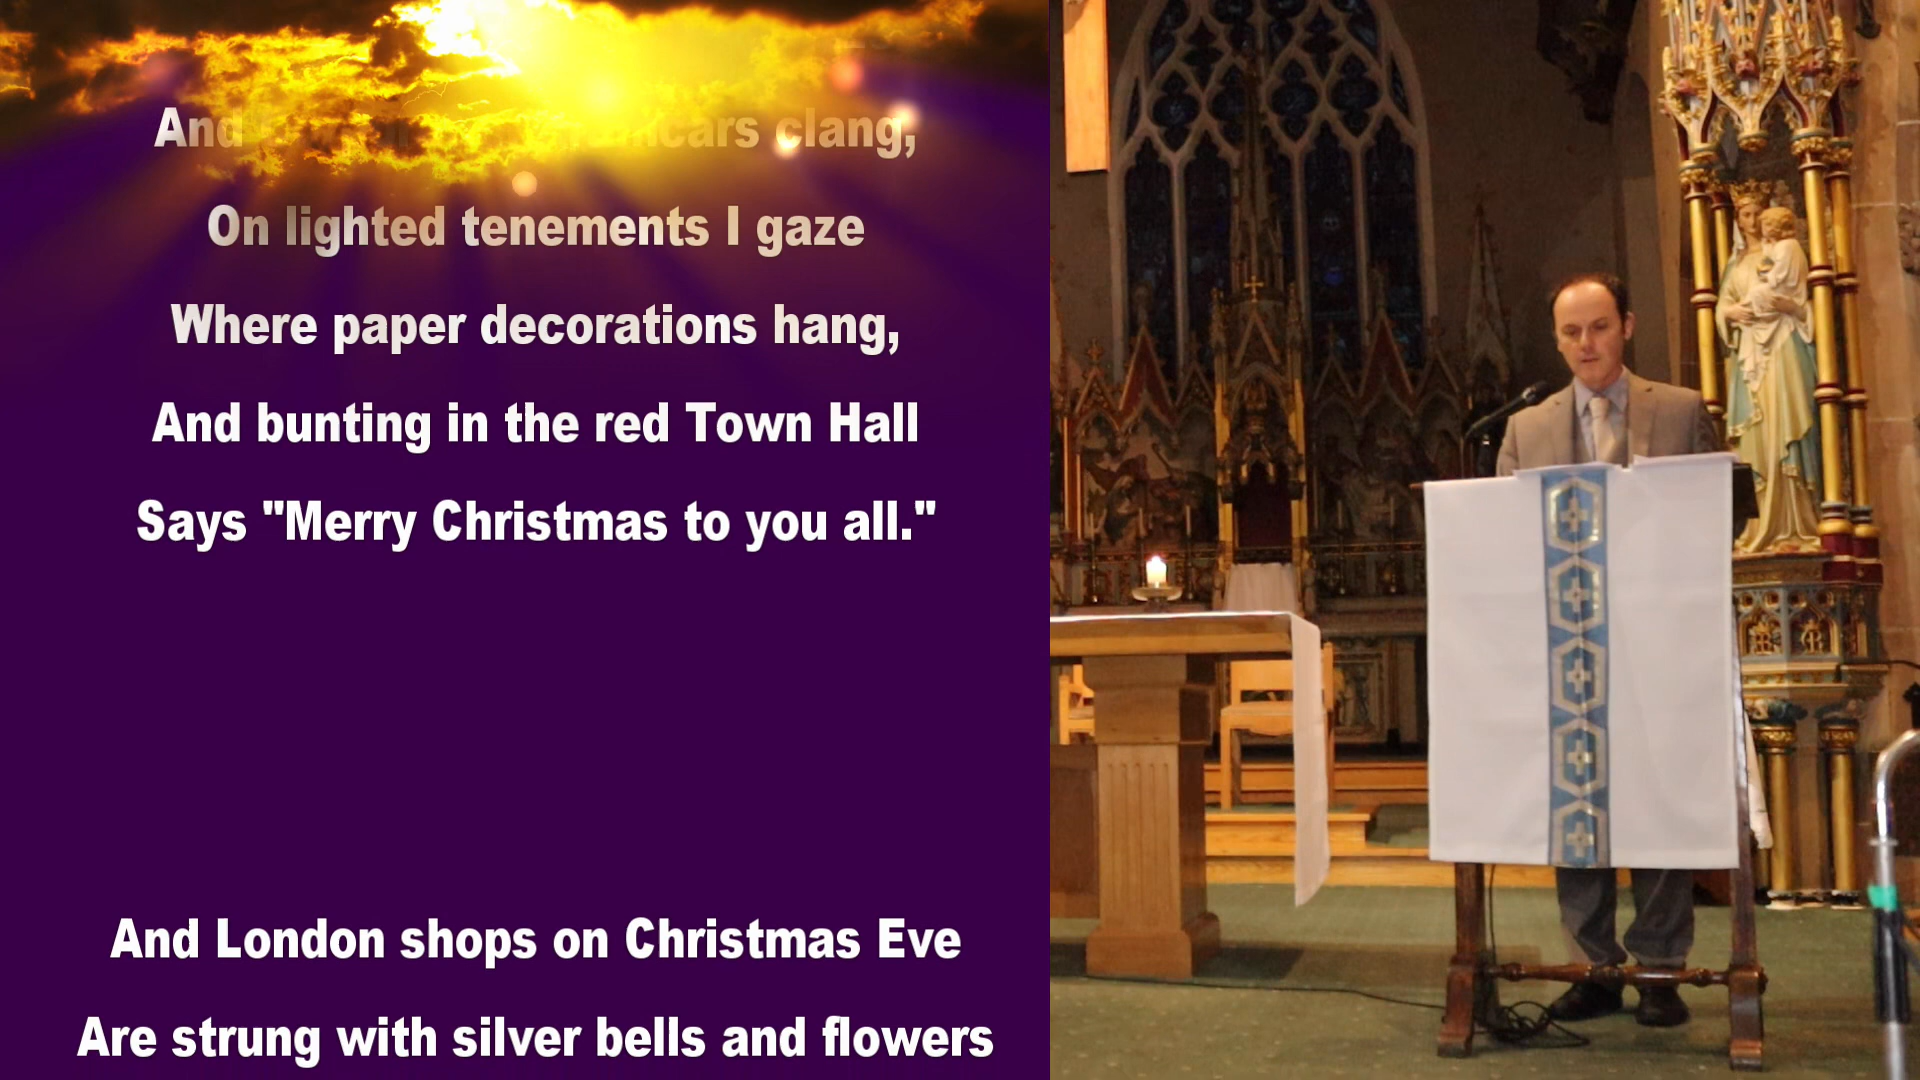 And clang,
On lighted tenements I gaze
Where paper decorations hang,
And bunting in the red Town Hall
Says "Merry Christmas to you all."
And London shops on Christmas Eve
Are strung with silver bells and flowers